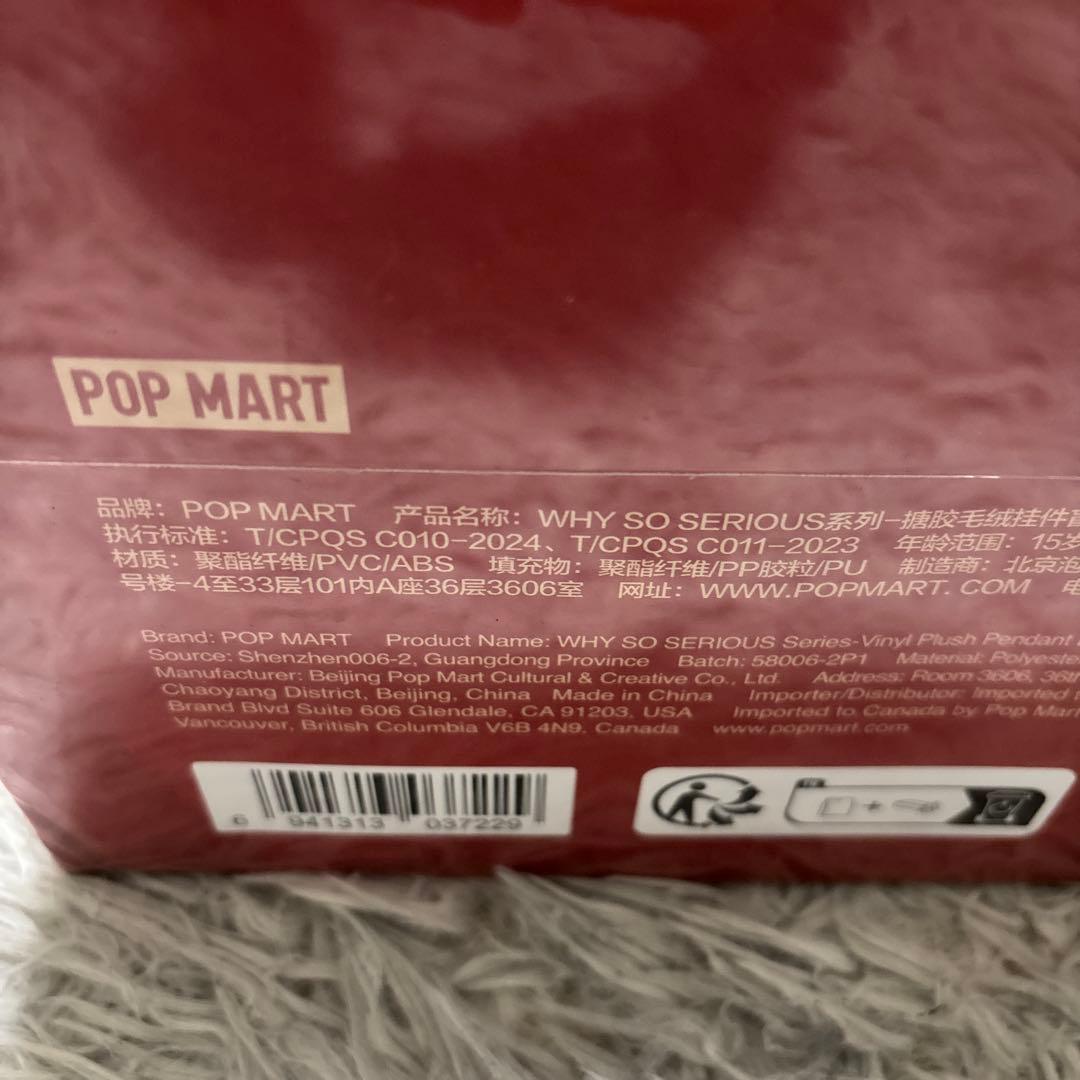 POP MART
品牌：POP MART 产品名称：WHY SO SERIOUS系列-搪胶毛绒挂件盲
执行标准：T/CPQS C010-2024、T/CPQS C011-2023 年龄范围：15岁
材质：聚酯纤维/PVC/ABS 填充物：聚酯纤维/PP胶粒/PU 制造商：北京泡
号楼-4至33层101内A座36层3606室 网址：WWW.POPMART.COM 电
Brand: POP MART Product Name: WHY SO SERIOUS Series-Vinyl Plush Pendant
Source: Shenzhen006-2, Guangdong Province Batch: 58006-2P1 Material: Polyeste
Manufacturer: Beijing Pop Mart Cultural & Creative Co., Ltd. Address: Room 3606, 36th
Chaoyang District, Beijing, China Made in China Importer/Distributor: Imported t
Brand Blvd Suite 606 Glendale, CA 91203, USA Imported to Canada by Pop Mart
Vancouver, British Columbia V6B 4N9. Canada www.popmart.com
6 941313 037229
FR